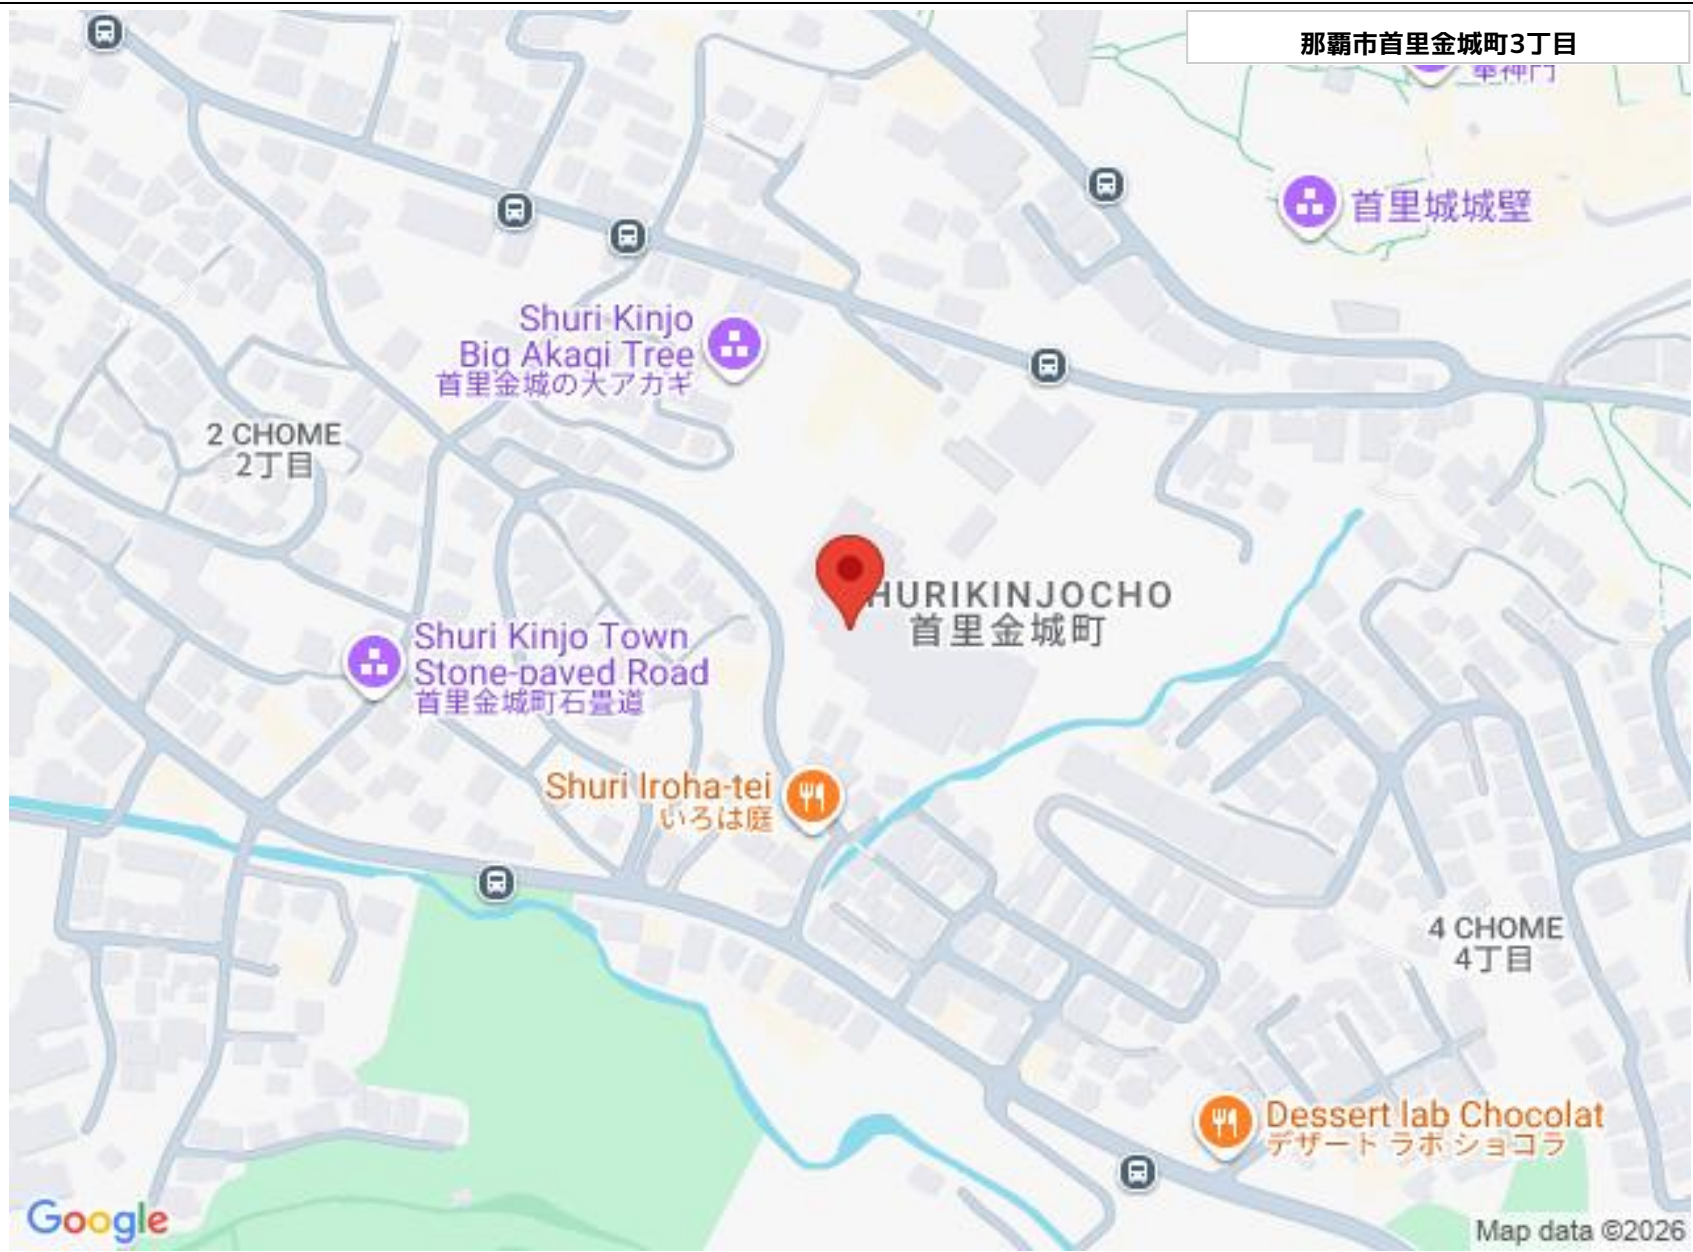 那覇市首里金城町3丁目
奉神門
首里城城壁
Shuri Kinjo
Big Akagi Tree
首里金城の大アカギ
2 CHOME
2丁目
HURIKINJOCHO
首里金城町
Shuri Kinjo Town
Stone-paved Road
首里金城町石畳道
Shuri Iroha-tei
いろは庭
4 CHOME
4丁目
Dessert lab Chocolat
デザート ラボ ショコラ
Google
Map data ©2026